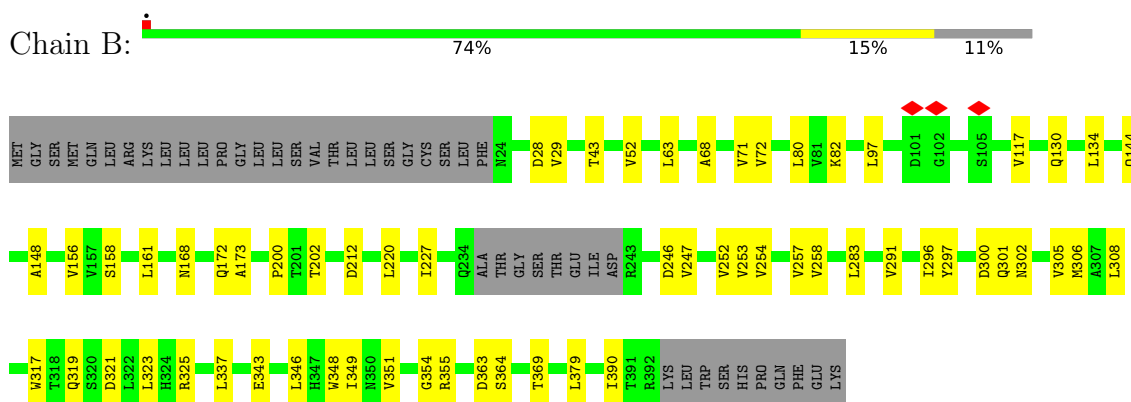 Chain B: 74% 15% 11%
MET GLY SER MET GLN LEU ARG LYS LEU LEU LEU PRO GLY LEU LEU SER VAL THR LEU LEU SER GLY CYS SER LEU PHE N24 D28 V29 T43 V52 L63 A68 V71 V72 L80 V81 K82 L97 D101 G102 S105 V117 Q130 L134
A148 V156 V157 S158 L161 N168 Q172 A173 P200 T201 T202 D212 L220 I227 Q234 ALA THR GLY SER THR GLU ILE ASP R243 D246 V247 V252 V253 V254 V257 V258 L283 V291 I296 Y297 D300 Q301 N302 V305 M306 A307 L308
W317 T318 Q319 S320 D321 L322 L323 H324 R325 L337 E343 L346 H347 W348 I349 N350 V351 G354 R355 D363 S364 T369 L379 I390 T391 R392 LYS LEU TRP SER HIS PRO GLN PHE GLU LYS